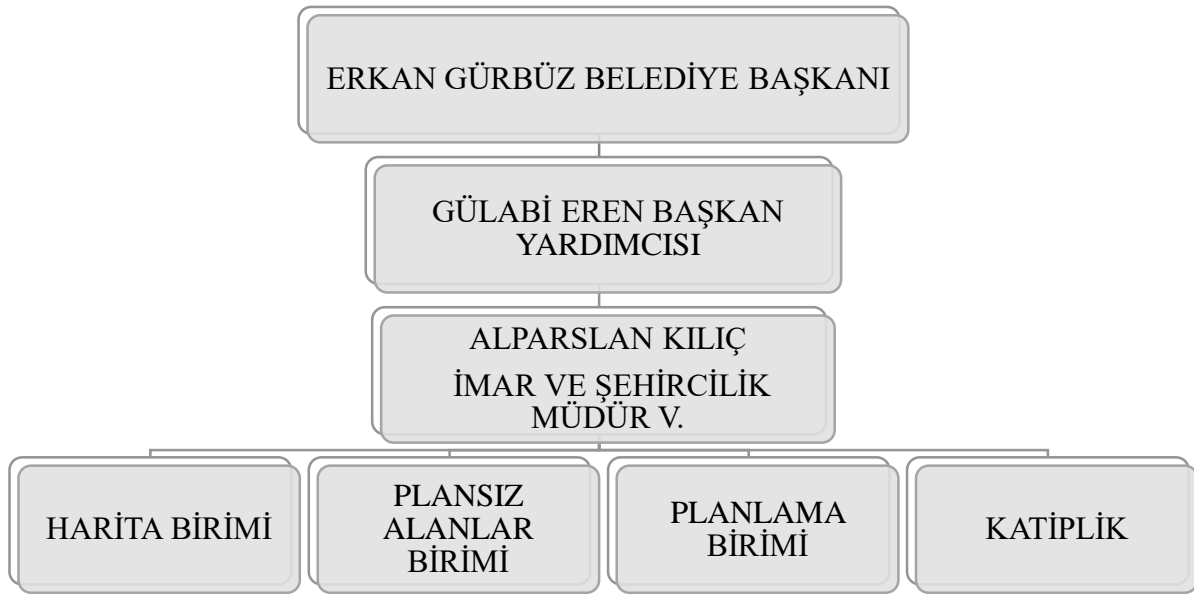 ERKAN GÜRBÜZ BELEDİYE BAŞKANI
GÜLABİ EREN BAŞKAN
YARDIMCISI
ALPARSLAN KILIÇ
İMAR VE ŞEHİRCİLİK
MÜDÜR V.
HARİTA BİRİMİ
PLANSIZ
ALANLAR
BİRİMİ
PLANLAMA
BİRİMİ
KATİPLİK